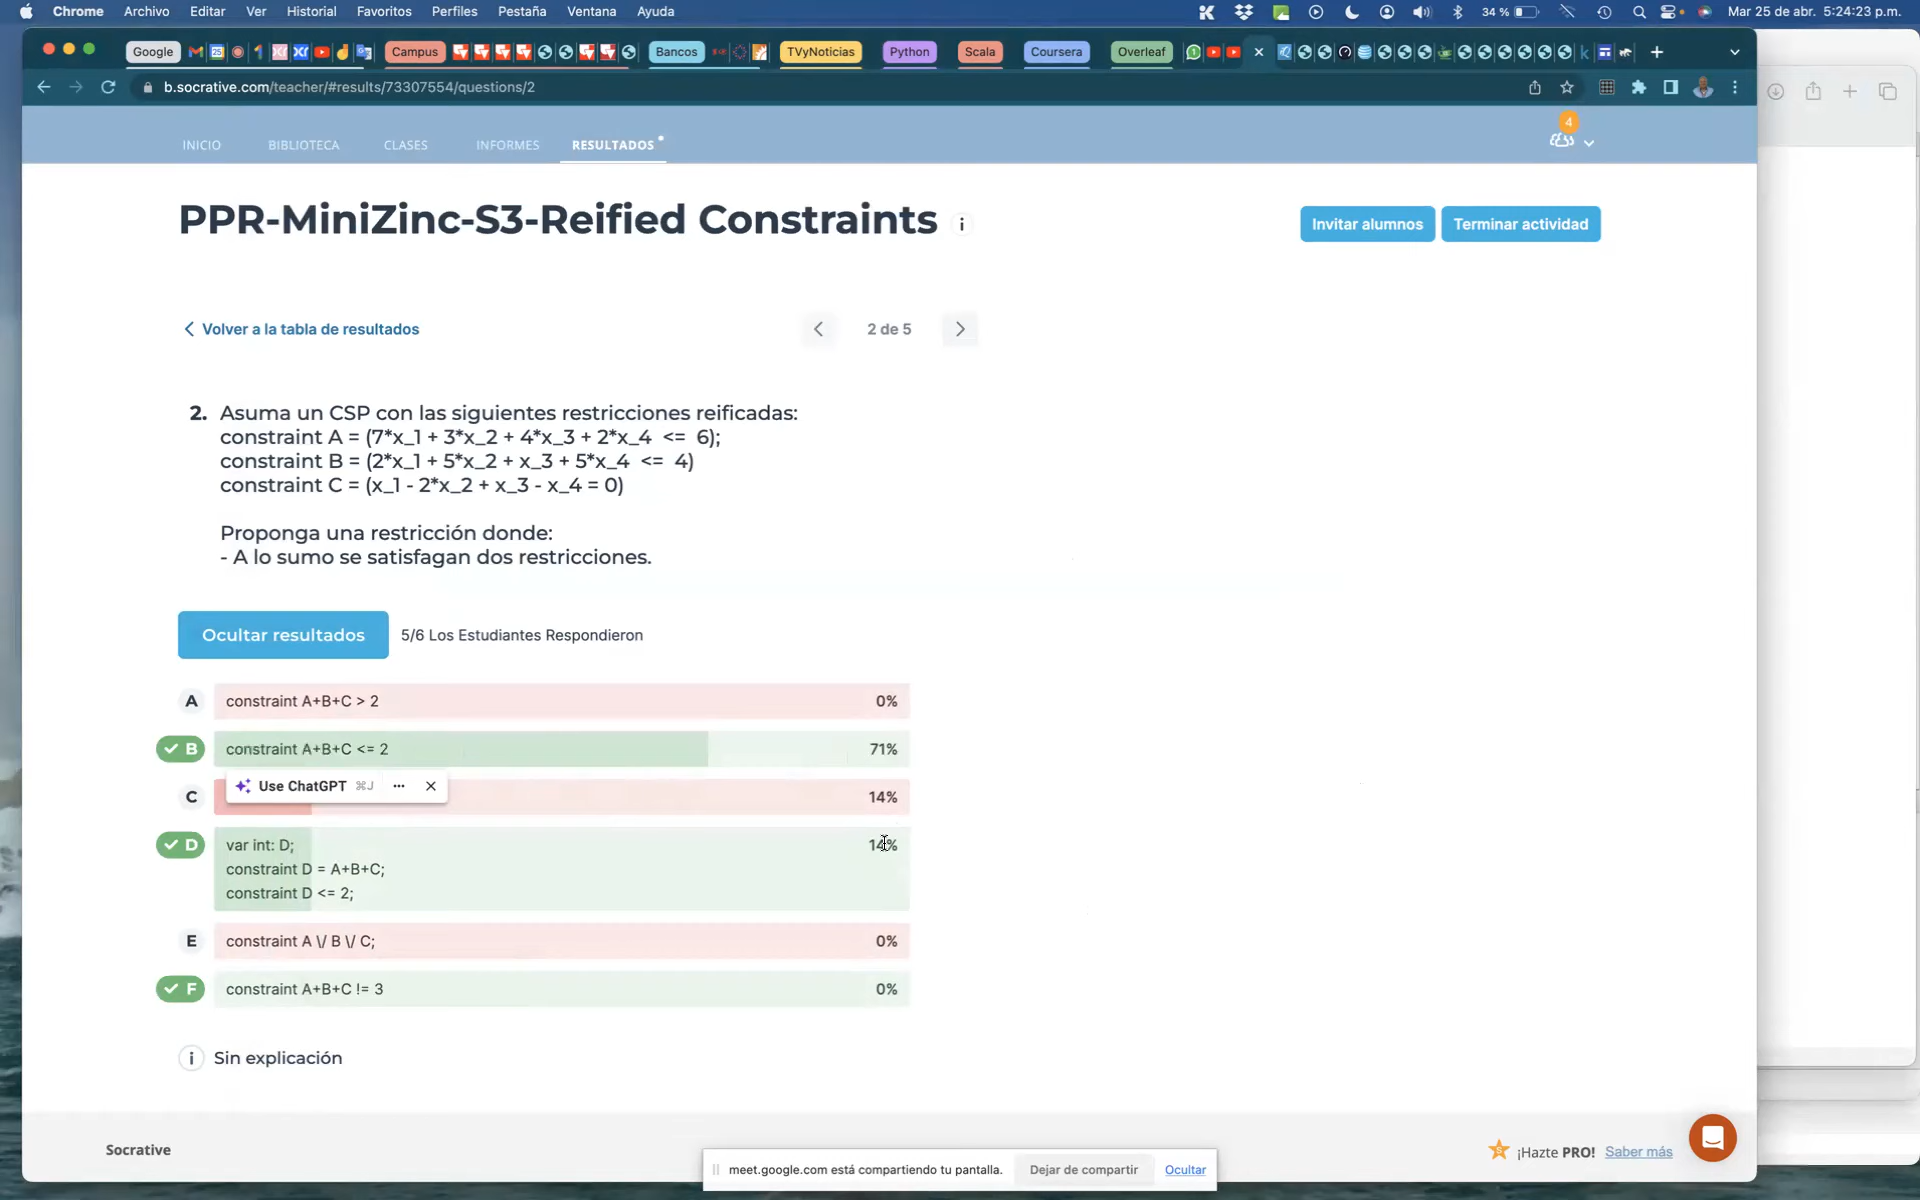 Chrome Archivo Editar Ver Historial Favoritos Perfiles Pestaña Ventana Ayuda 34 % Mar 25 de abr. 5:24:23 p.m.
Google Campus Bancos TVyNoticias Python Scala Coursera Overleaf
b.socrative.com/teacher/#results/73307554/questions/2
4
INICIO BIBLIOTECA CLASES INFORMES RESULTADOS
PPR-MiniZinc-S3-Reified Constraints
Invitar alumnos Terminar actividad
Volver a la tabla de resultados 2 de 5
2. Asuma un CSP con las siguientes restricciones reificadas:
constraint A = (7*x_1 + 3*x_2 + 4*x_3 + 2*x_4 <= 6);
constraint B = (2*x_1 + 5*x_2 + x_3 + 5*x_4 <= 4)
constraint C = (x_1 - 2*x_2 + x_3 - x_4 = 0)
Proponga una restricción donde:
- A lo sumo se satisfagan dos restricciones.
Ocultar resultados 5/6 Los Estudiantes Respondieron
A constraint A+B+C > 2 0%
B constraint A+B+C <= 2 71%
Use ChatGPT ⌘J
C 14%
D var int: D; 14%
constraint D = A+B+C;
constraint D <= 2;
E constraint A \/ B \/ C; 0%
F constraint A+B+C != 3 0%
i Sin explicación
Socrative
¡Hazte PRO! Saber más
meet.google.com está compartiendo tu pantalla. Dejar de compartir Ocultar